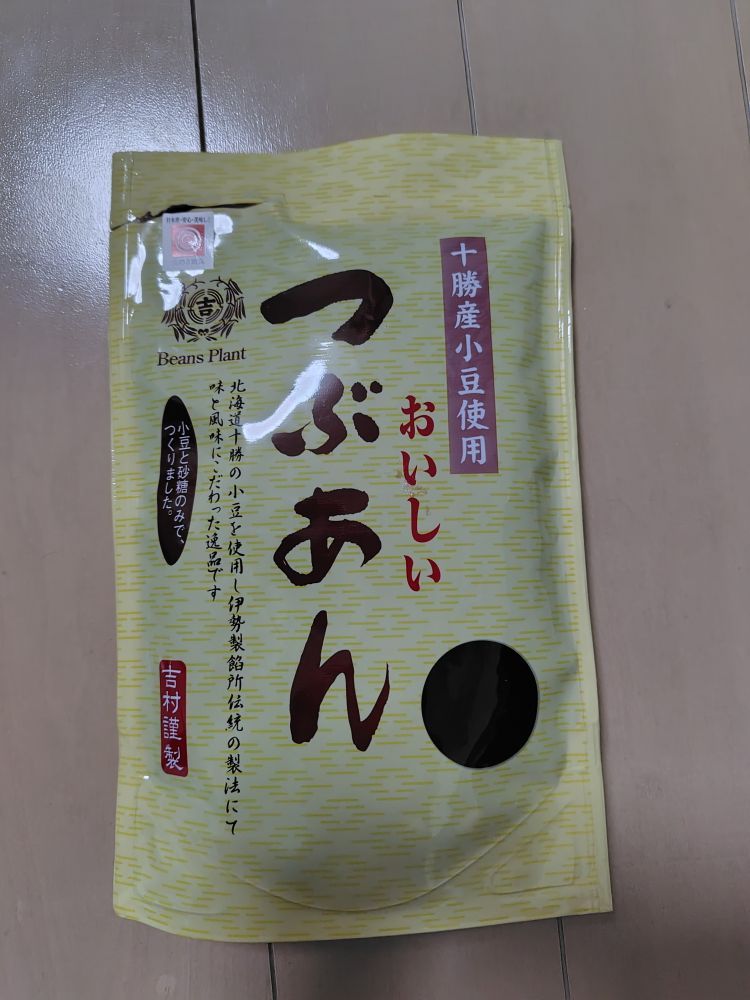 十勝産小豆使用
おいしい
つぶあん
吉
Beans Plant
北海道十勝の小豆を使用し伊勢製餡所伝統の製法にて
味と風味にこだわった逸品です
小豆と砂糖のみで、
つくりました。
吉村謹製